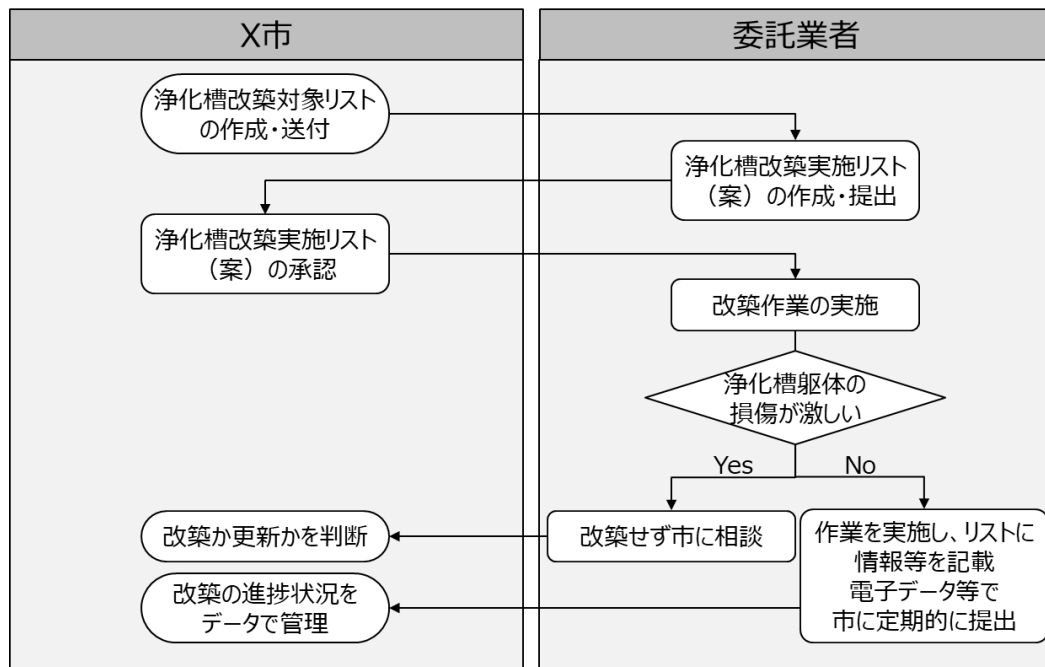 X市
委託業者
浄化槽改築対象リスト
の作成・送付
浄化槽改築実施リスト
（案）の作成・提出
浄化槽改築実施リスト
（案）の承認
改築作業の実施
浄化槽躯体の
損傷が激しい
Yes
No
改築か更新かを判断
改築せず市に相談
作業を実施し、リストに
情報等を記載
電子データ等で
市に定期的に提出
改築の進捗状況を
データで管理